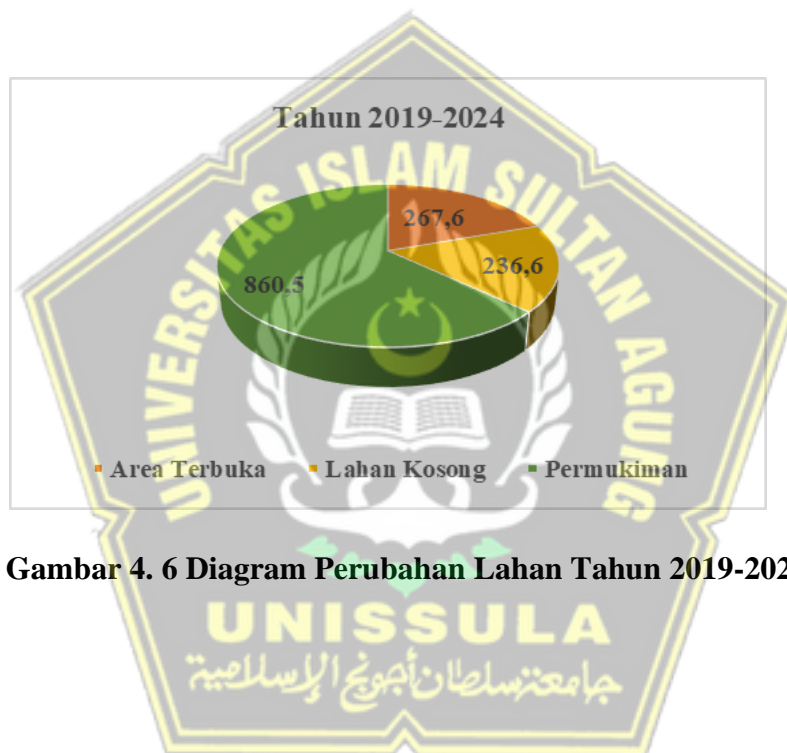 Tahun 2019-2024
UNIVERSITAS ISLAM SULTAN AGUNG
267,6
236,6
860,5
Area Terbuka
Lahan Kosong
Permukiman
Gambar 4. 6 Diagram Perubahan Lahan Tahun 2019-202
UNISSULA
جامعتنسلطان أجونج الإسلامية